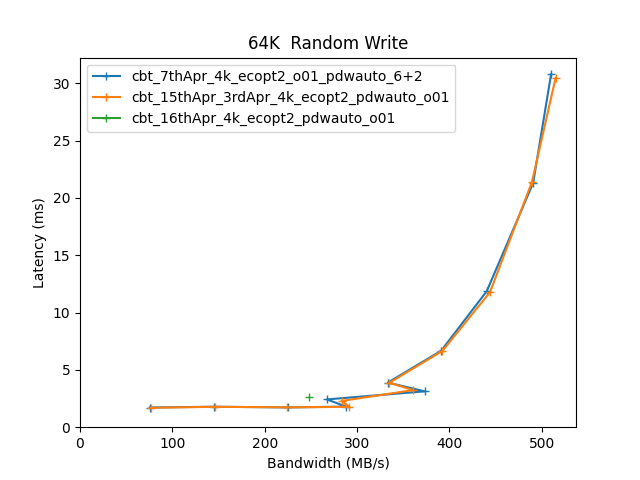 64K  Random Write
cbt_7thApr_4k_ecopt2_o01_pdwauto_6+2
cbt_15thApr_3rdApr_4k_ecopt2_pdwauto_o01
cbt_16thApr_4k_ecopt2_pdwauto_o01
Latency (ms)
30
25
20
15
10
5
0
0 100 200 300 400 500
Bandwidth (MB/s)